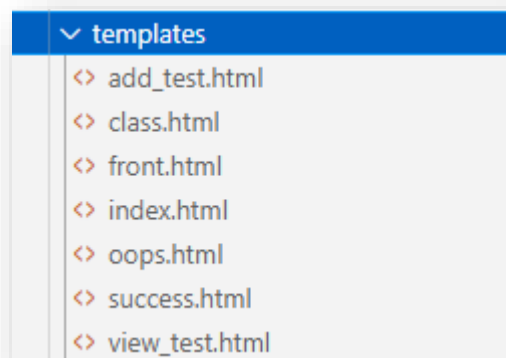 templates
add_test.html
class.html
front.html
index.html
oops.html
success.html
view_test.html